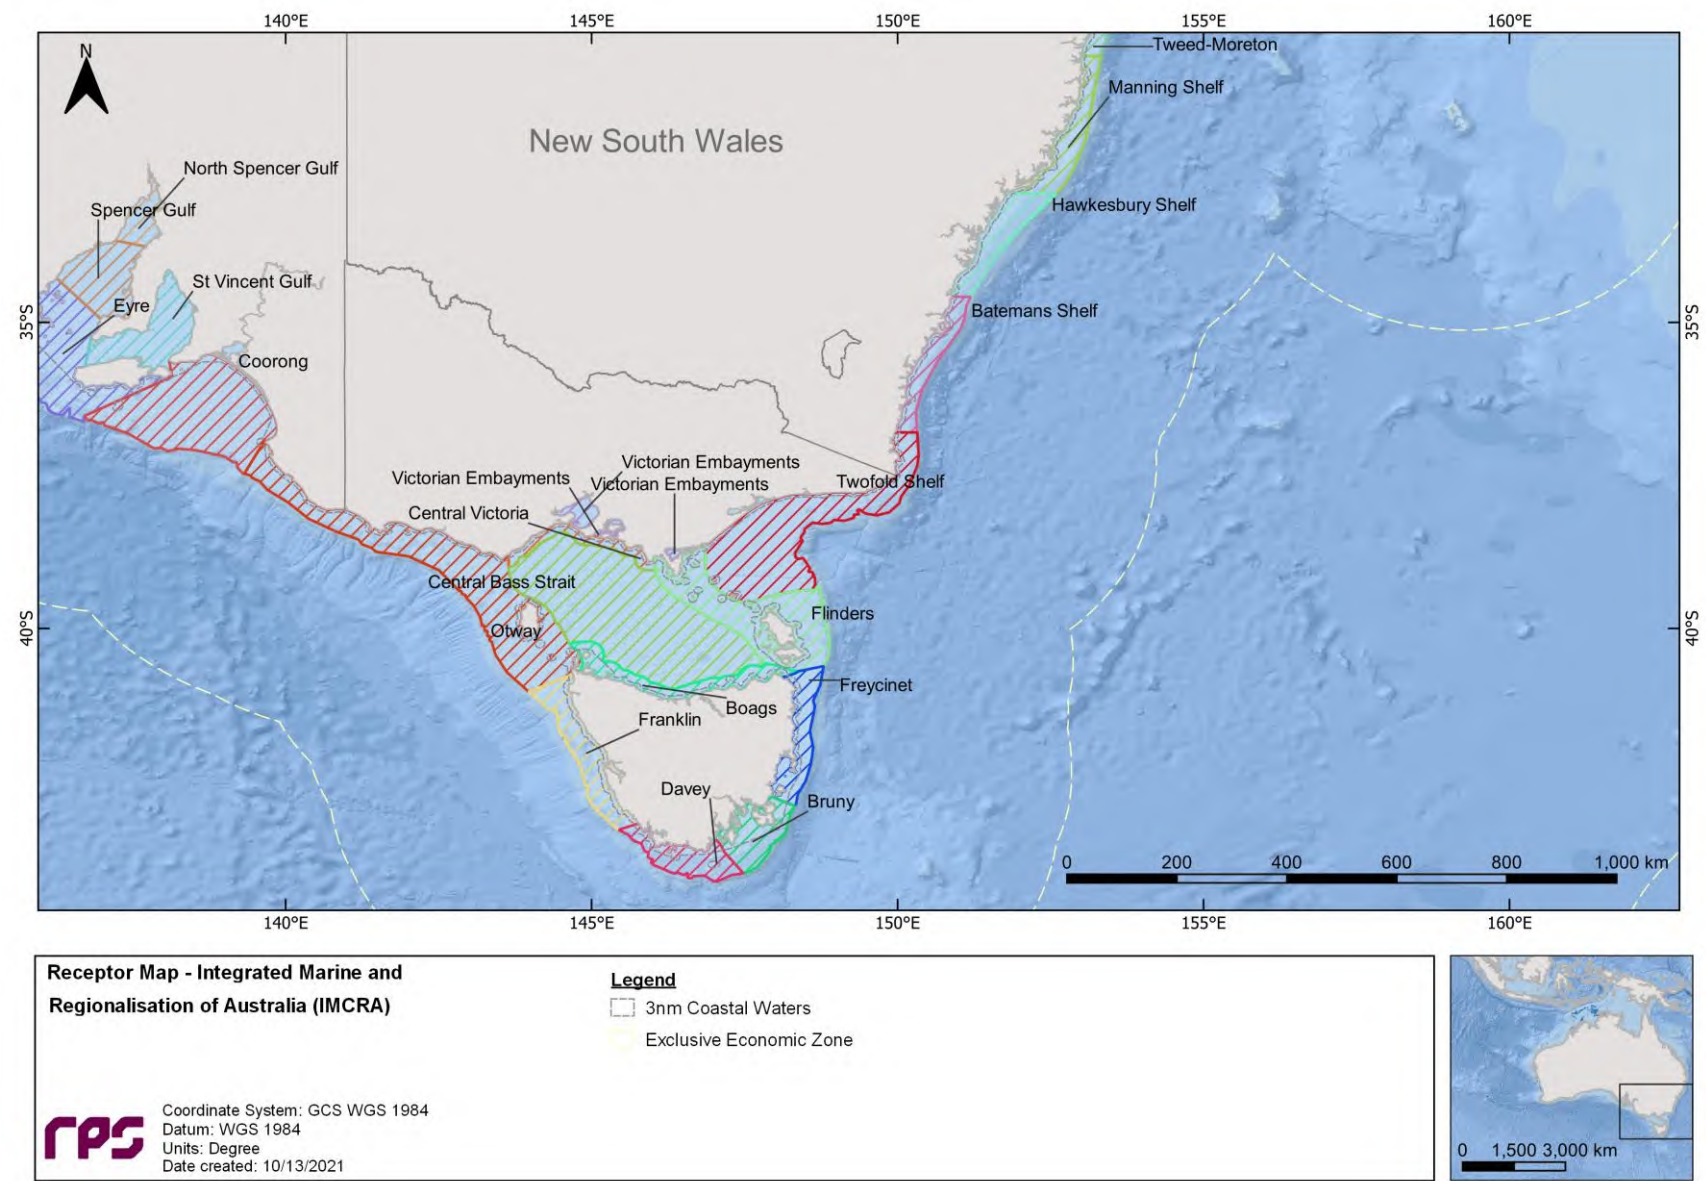 140°E 145°E 150°E 155°E 160°E
N
Tweed-Moreton
Manning Shelf
New South Wales
North Spencer Gulf
Spencer Gulf
Hawkesbury Shelf
St Vincent Gulf
Eyre
Batemans Shelf
35°S 35°S
Coorong
Victorian Embayments
Victorian Embayments
Victorian Embayments
Twofold Shelf
Central Victoria
Central Bass Strait
Flinders
Otway
40°S 40°S
Freycinet
Boags
Franklin
Davey
Bruny
0 200 400 600 800 1,000 km
140°E 145°E 150°E 155°E 160°E
Receptor Map - Integrated Marine and
Regionalisation of Australia (IMCRA)
Legend
3nm Coastal Waters
Exclusive Economic Zone
rps
Coordinate System: GCS WGS 1984
Datum: WGS 1984
Units: Degree
Date created: 10/13/2021
0 1,500 3,000 km